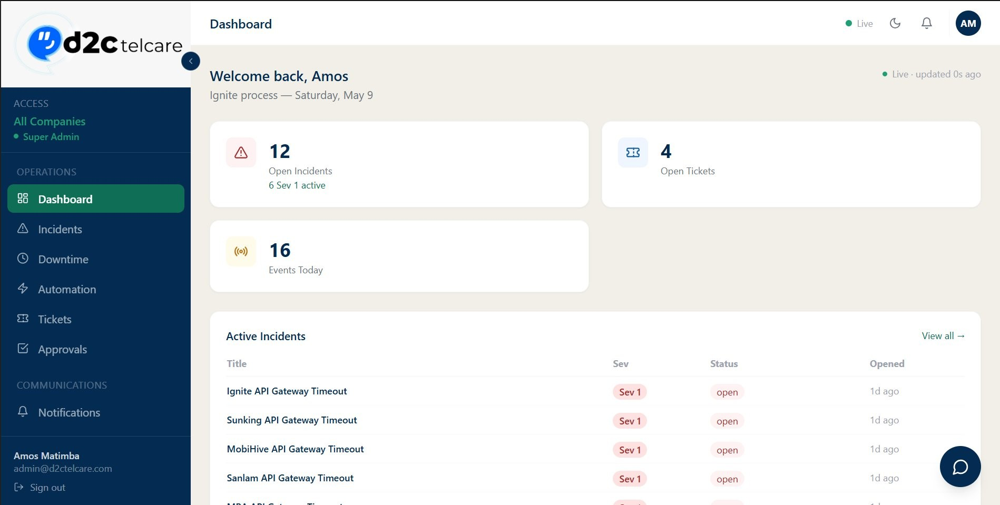 d2c telcare
ACCESS
All Companies
Super Admin
OPERATIONS
Dashboard
Incidents
Downtime
Automation
Tickets
Approvals
COMMUNICATIONS
Notifications
Amos Matimba
admin@d2ctelcare.com
Sign out
Dashboard
Live
AM
Welcome back, Amos
Ignite process — Saturday, May 9
Live · updated 0s ago
12
Open Incidents
6 Sev 1 active
4
Open Tickets
16
Events Today
Active Incidents
View all →
Title Sev Status Opened
Ignite API Gateway Timeout Sev 1 open 1d ago
Sunking API Gateway Timeout Sev 1 open 1d ago
MobiHive API Gateway Timeout Sev 1 open 1d ago
Sanlam API Gateway Timeout Sev 1 open 1d ago